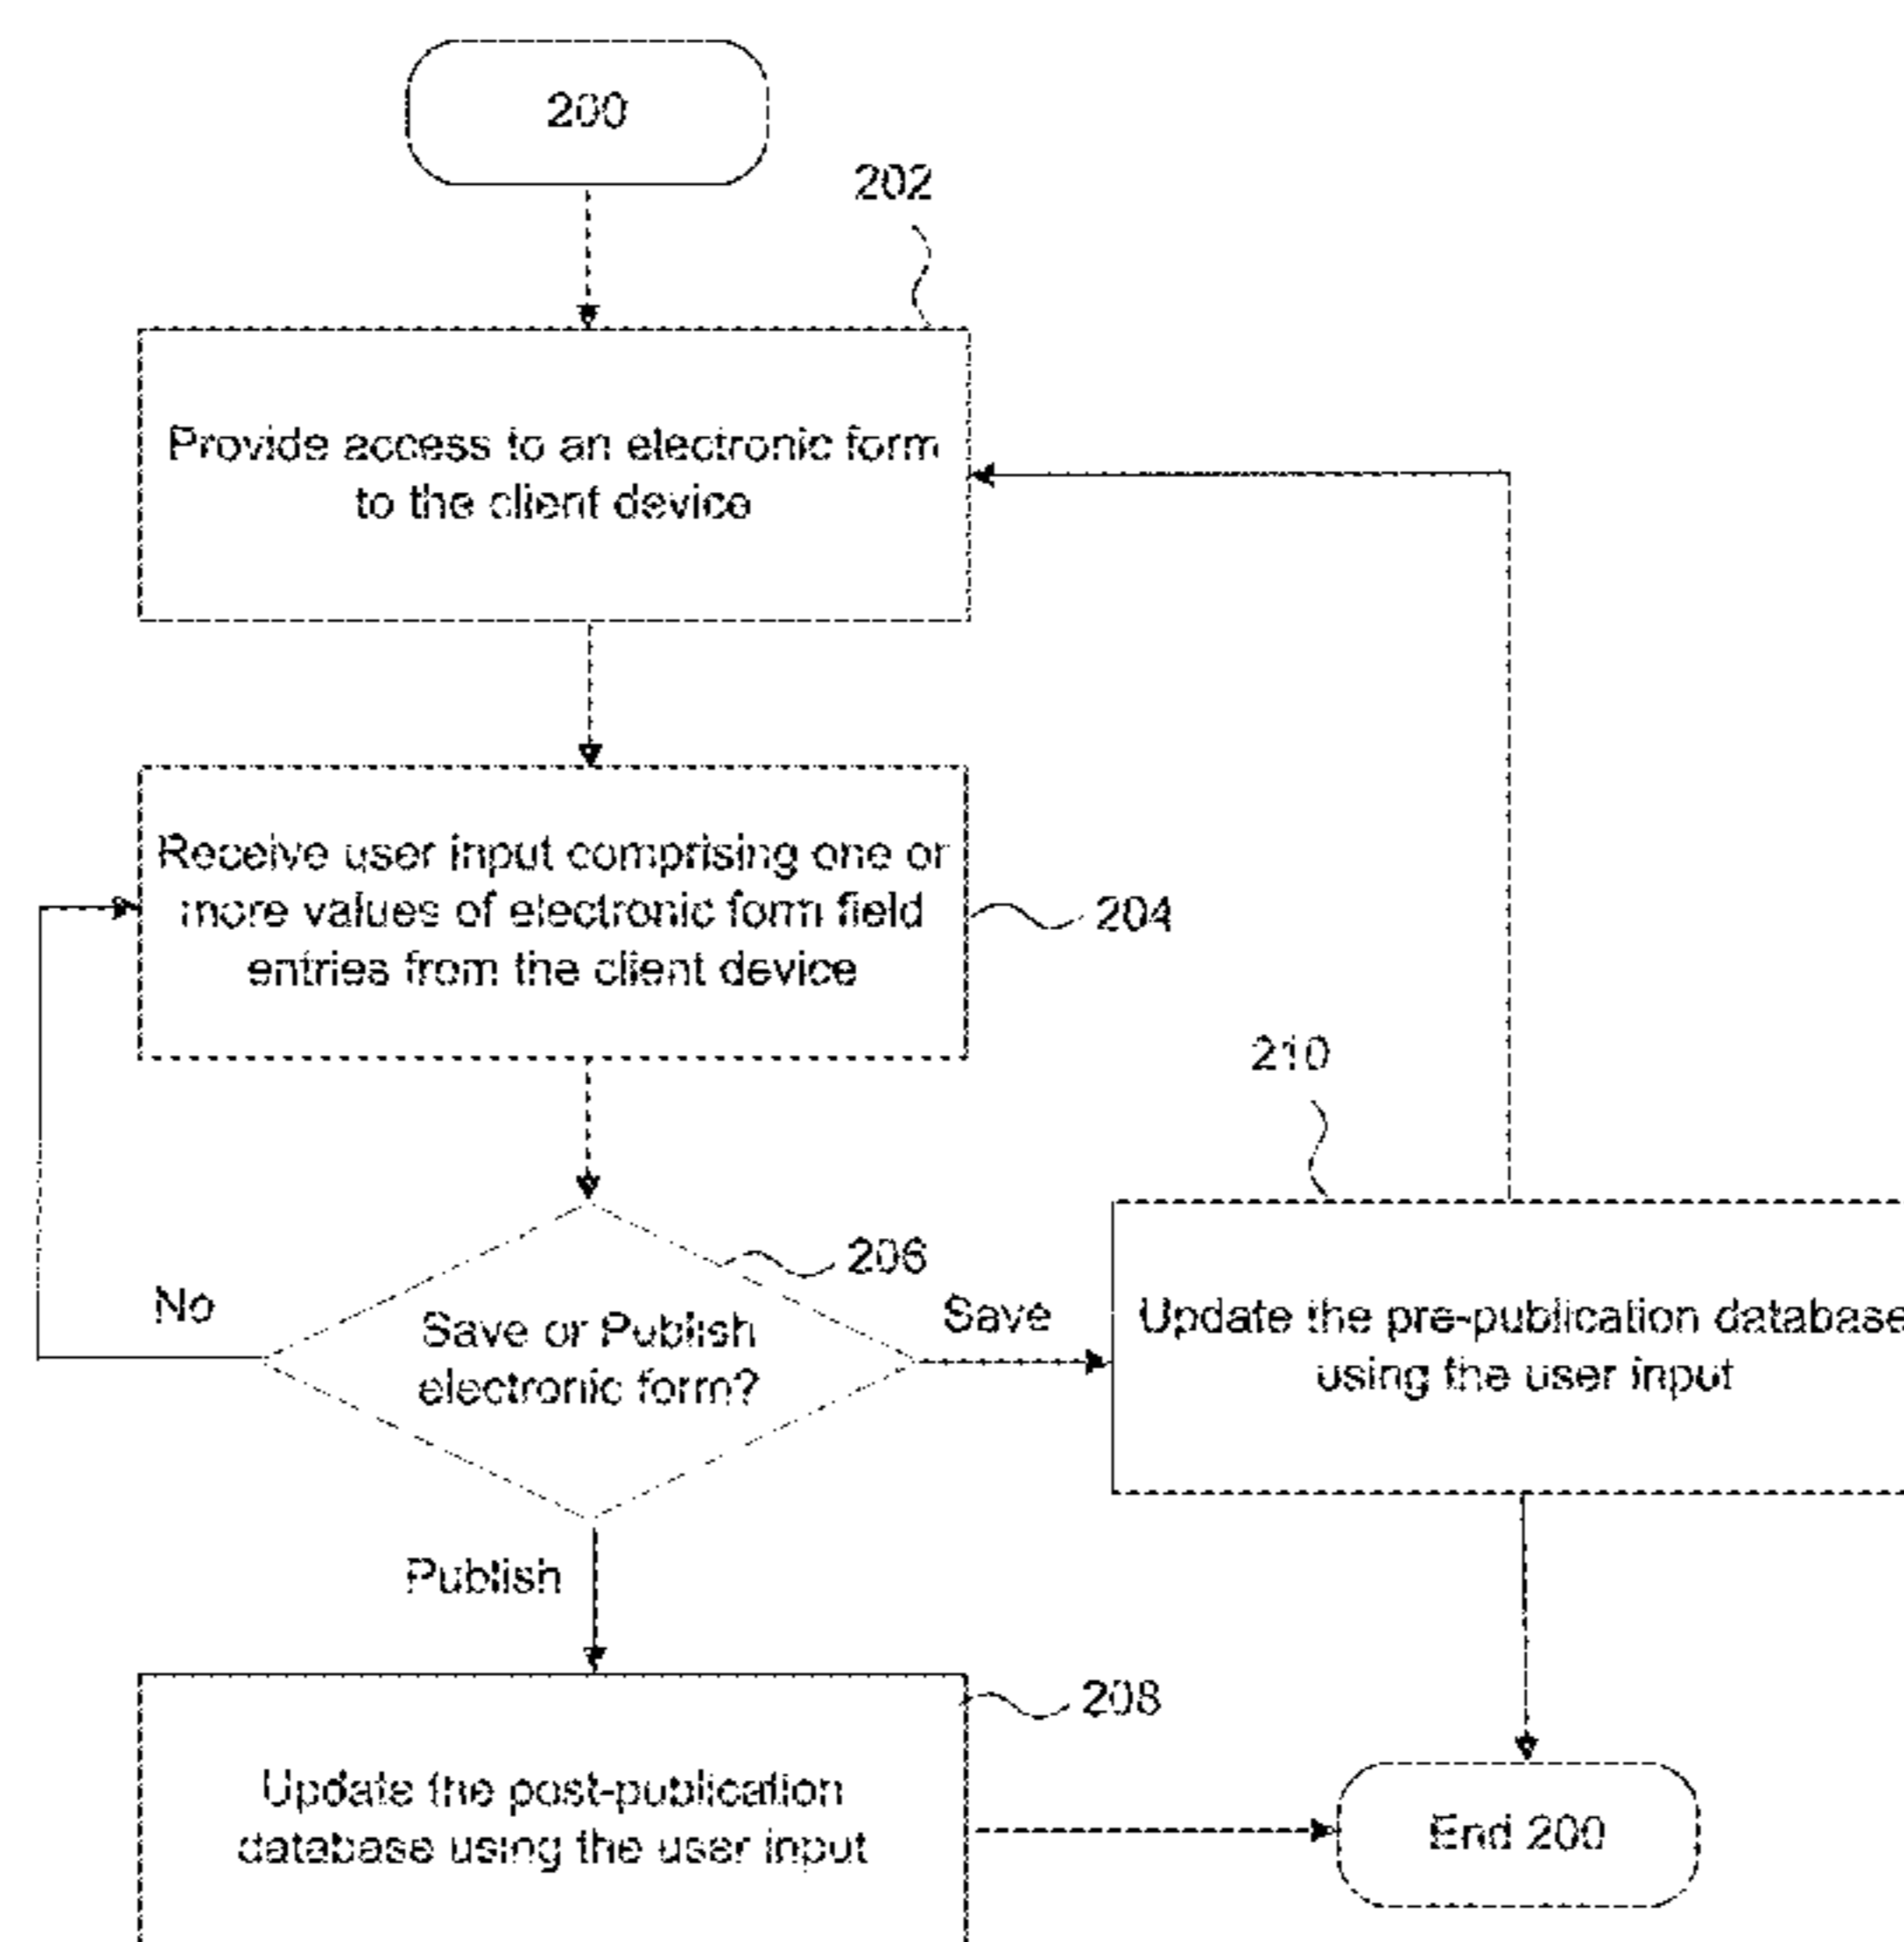 200
202
Provide access to an electronic form
to the client device
Receive user input comprising one or
more values of electronic form field
entries from the client device
204
210
206
No
Save or Publish
electronic form?
Save
Update the pre-publication database
using the user input
Publish
208
Update the post-publication
database using the user input
End 200